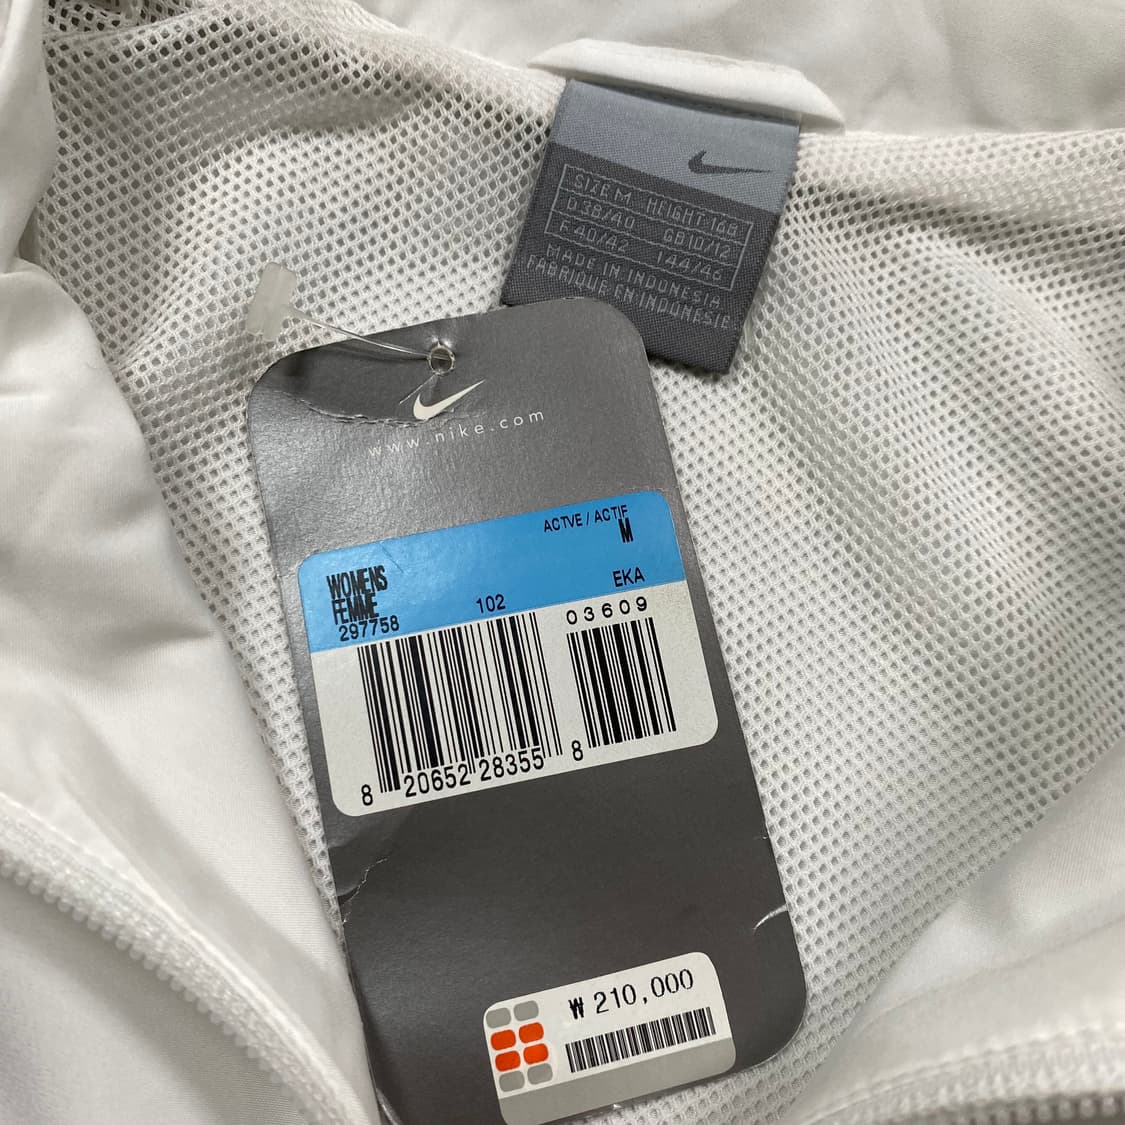 SIZE M HEIGHT 168
D 38/40 GB 10/12
F 40/42 I 44/46
MADE IN INDONESIA
FABRIQUE EN INDONESIE
www.nike.com
ACTVE / ACTIF
M
WOMENS
FEMME
297758 102 EKA
03609
8 20652 28355 8
₩ 210,000